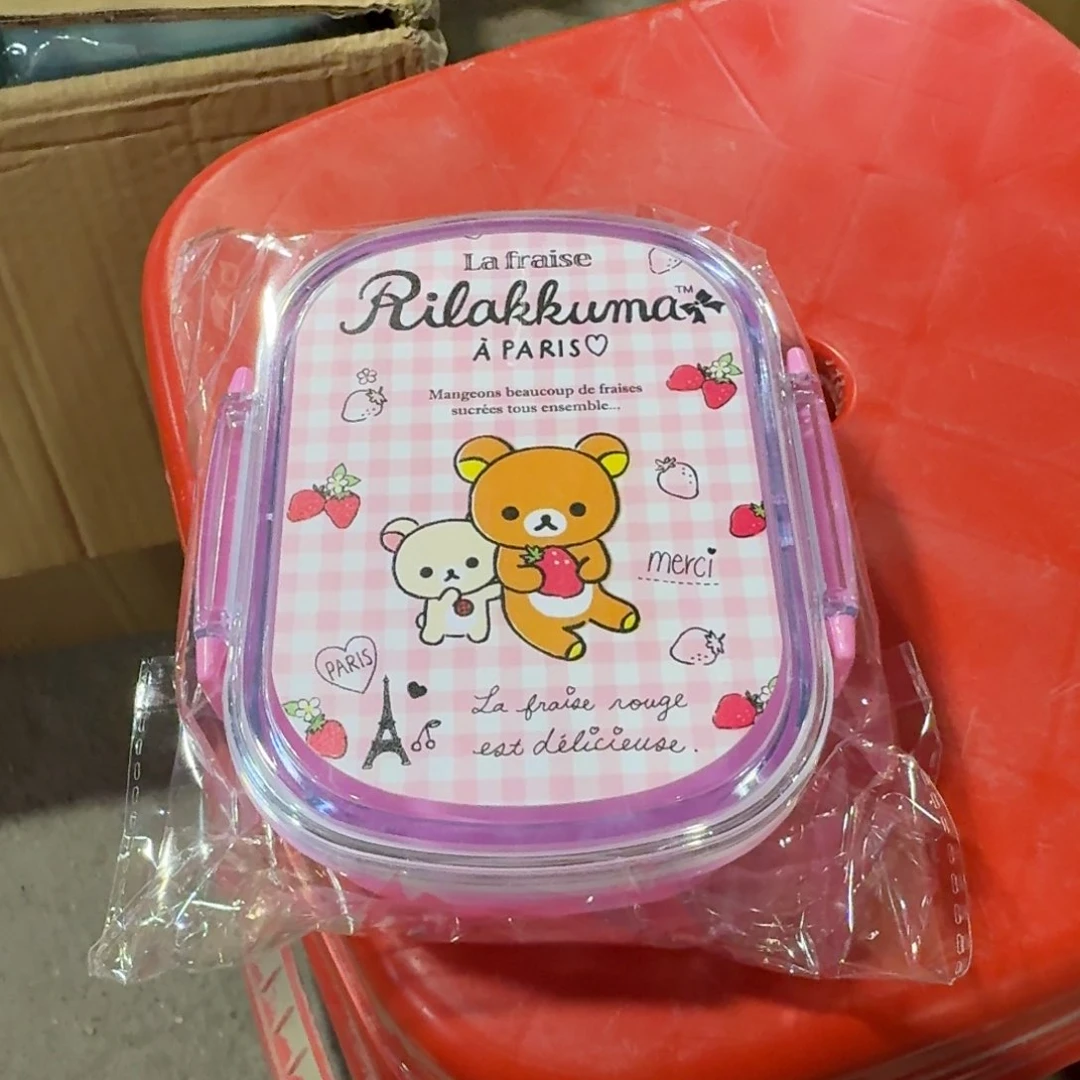 La fraise
Rilakkuma™
À PARIS♡
Mangeons beaucoup de fraises
sucrées tous ensemble...
merci
PARIS
La fraise rouge
est délicieuse.